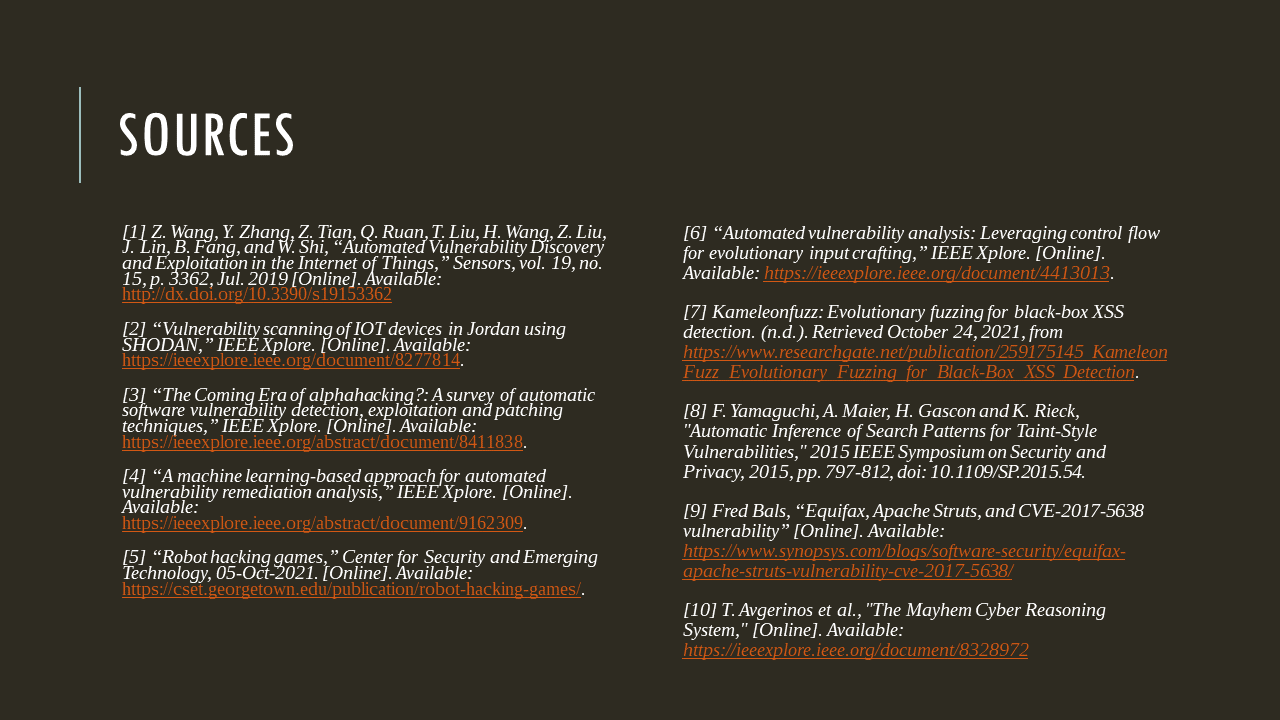 SOURCES
[1] Z. Wang, Y. Zhang, Z. Tian, Q. Ruan, T. Liu, H. Wang, Z. Liu,
J. Lin, B. Fang, and W. Shi, “Automated Vulnerability Discovery
and Exploitation in the Internet of Things,” Sensors, vol. 19, no.
15, p. 3362, Jul. 2019 [Online]. Available:
http://dx.doi.org/10.3390/s19153362
[2] “Vulnerability scanning of IOT devices in Jordan using
SHODAN,” IEEE Xplore. [Online]. Available:
https://ieeexplore.ieee.org/document/8277814.
[3] “The Coming Era of alphahacking?: A survey of automatic
software vulnerability detection, exploitation and patching
techniques,” IEEE Xplore. [Online]. Available:
https://ieeexplore.ieee.org/abstract/document/8411838.
[4] “A machine learning-based approach for automated
vulnerability remediation analysis,” IEEE Xplore. [Online].
Available:
https://ieeexplore.ieee.org/abstract/document/9162309.
[5] “Robot hacking games,” Center for Security and Emerging
Technology, 05-Oct-2021. [Online]. Available:
https://cset.georgetown.edu/publication/robot-hacking-games/.
[6] “Automated vulnerability analysis: Leveraging control flow
for evolutionary input crafting,” IEEE Xplore. [Online].
Available: https://ieeexplore.ieee.org/document/4413013.
[7] Kameleonfuzz: Evolutionary fuzzing for black-box XSS
detection. (n.d.). Retrieved October 24, 2021, from
https://www.researchgate.net/publication/259175145_Kameleon
Fuzz_Evolutionary_Fuzzing_for_Black-Box_XSS_Detection.
[8] F. Yamaguchi, A. Maier, H. Gascon and K. Rieck,
"Automatic Inference of Search Patterns for Taint-Style
Vulnerabilities," 2015 IEEE Symposium on Security and
Privacy, 2015, pp. 797-812, doi: 10.1109/SP.2015.54.
[9] Fred Bals, “Equifax, Apache Struts, and CVE-2017-5638
vulnerability” [Online]. Available:
https://www.synopsys.com/blogs/software-security/equifax-
apache-struts-vulnerability-cve-2017-5638/
[10] T. Avgerinos et al., "The Mayhem Cyber Reasoning
System," [Online]. Available:
https://ieeexplore.ieee.org/document/8328972